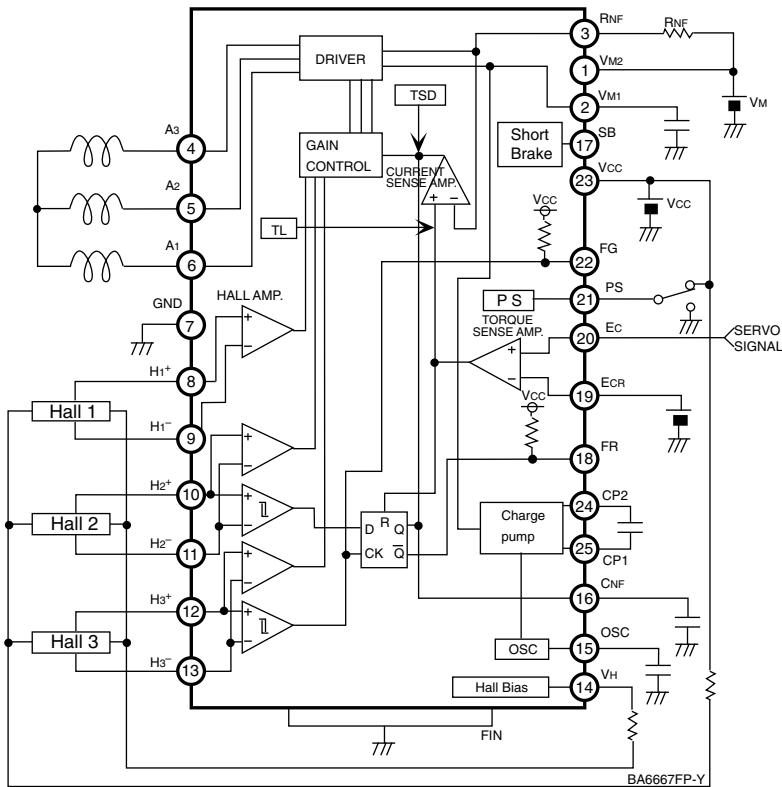 RNF
3
RNF
DRIVER
VM2
1
TSD
VM1
2
VM
A3
4
Short
Brake
SB
17
GAIN
CONTROL
CURRENT
SENSE AMP.
+ −
VCC
23
A2
5
VCC
VCC
TL
A1
6
FG
22
GND
7
HALL AMP.
+
−
P S
PS
21
TORQUE
SENSE AMP.
EC
20
SERVO
SIGNAL
+
−
H1+
8
ECR
19
Hall 1
VCC
H1−
9
FR
18
+
−
H2+
10
+
−
CP2
24
Hall 2
D R Q
CK Q
Charge
pump
H2−
11
25
CP1
+
−
H3+
12
CNF
16
+
−
Hall 3
OSC
OSC
15
H3−
13
Hall Bias
VH
14
FIN
BA6667FP-Y